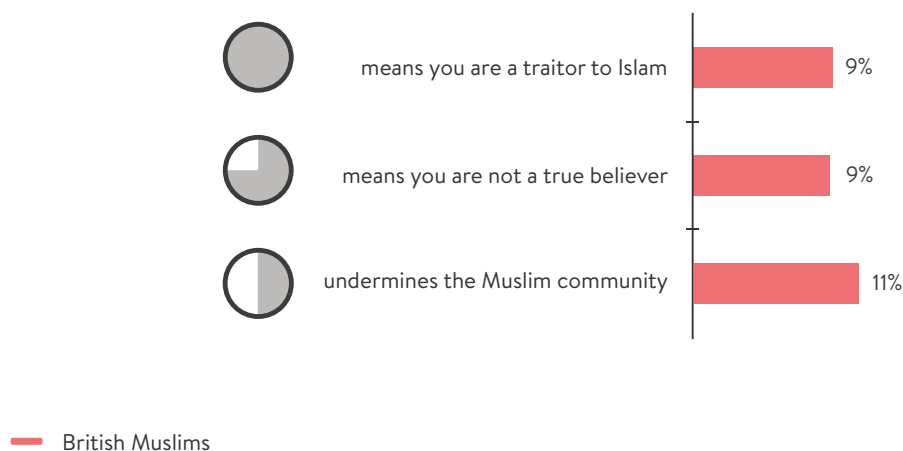 means you are a traitor to Islam 9%
means you are not a true believer 9%
undermines the Muslim community 11%
British Muslims